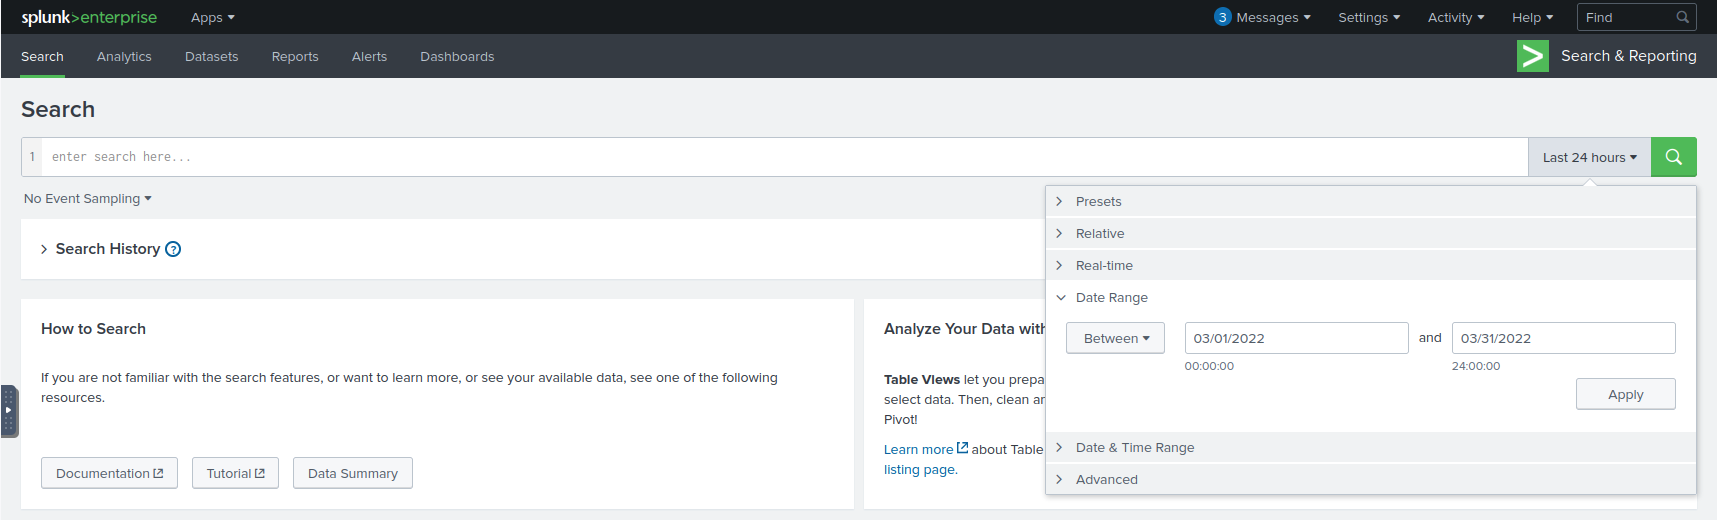 splunk>enterprise Apps 3 Messages Settings Activity Help Find
Search Analytics Datasets Reports Alerts Dashboards Search & Reporting
Search
1 enter search here... Last 24 hours
No Event Sampling
Presets
Relative
Search History ?
Real-time
Date Range
Between 03/01/2022 and 03/31/2022
00:00:00 24:00:00
Apply
Date & Time Range
Advanced
How to Search
If you are not familiar with the search features, or want to learn more, or see your available data, see one of the following
resources.
Documentation Tutorial Data Summary
Analyze Your Data with
Table Views let you prepa
select data. Then, clean an
Pivot!
Learn more about Table
listing page.